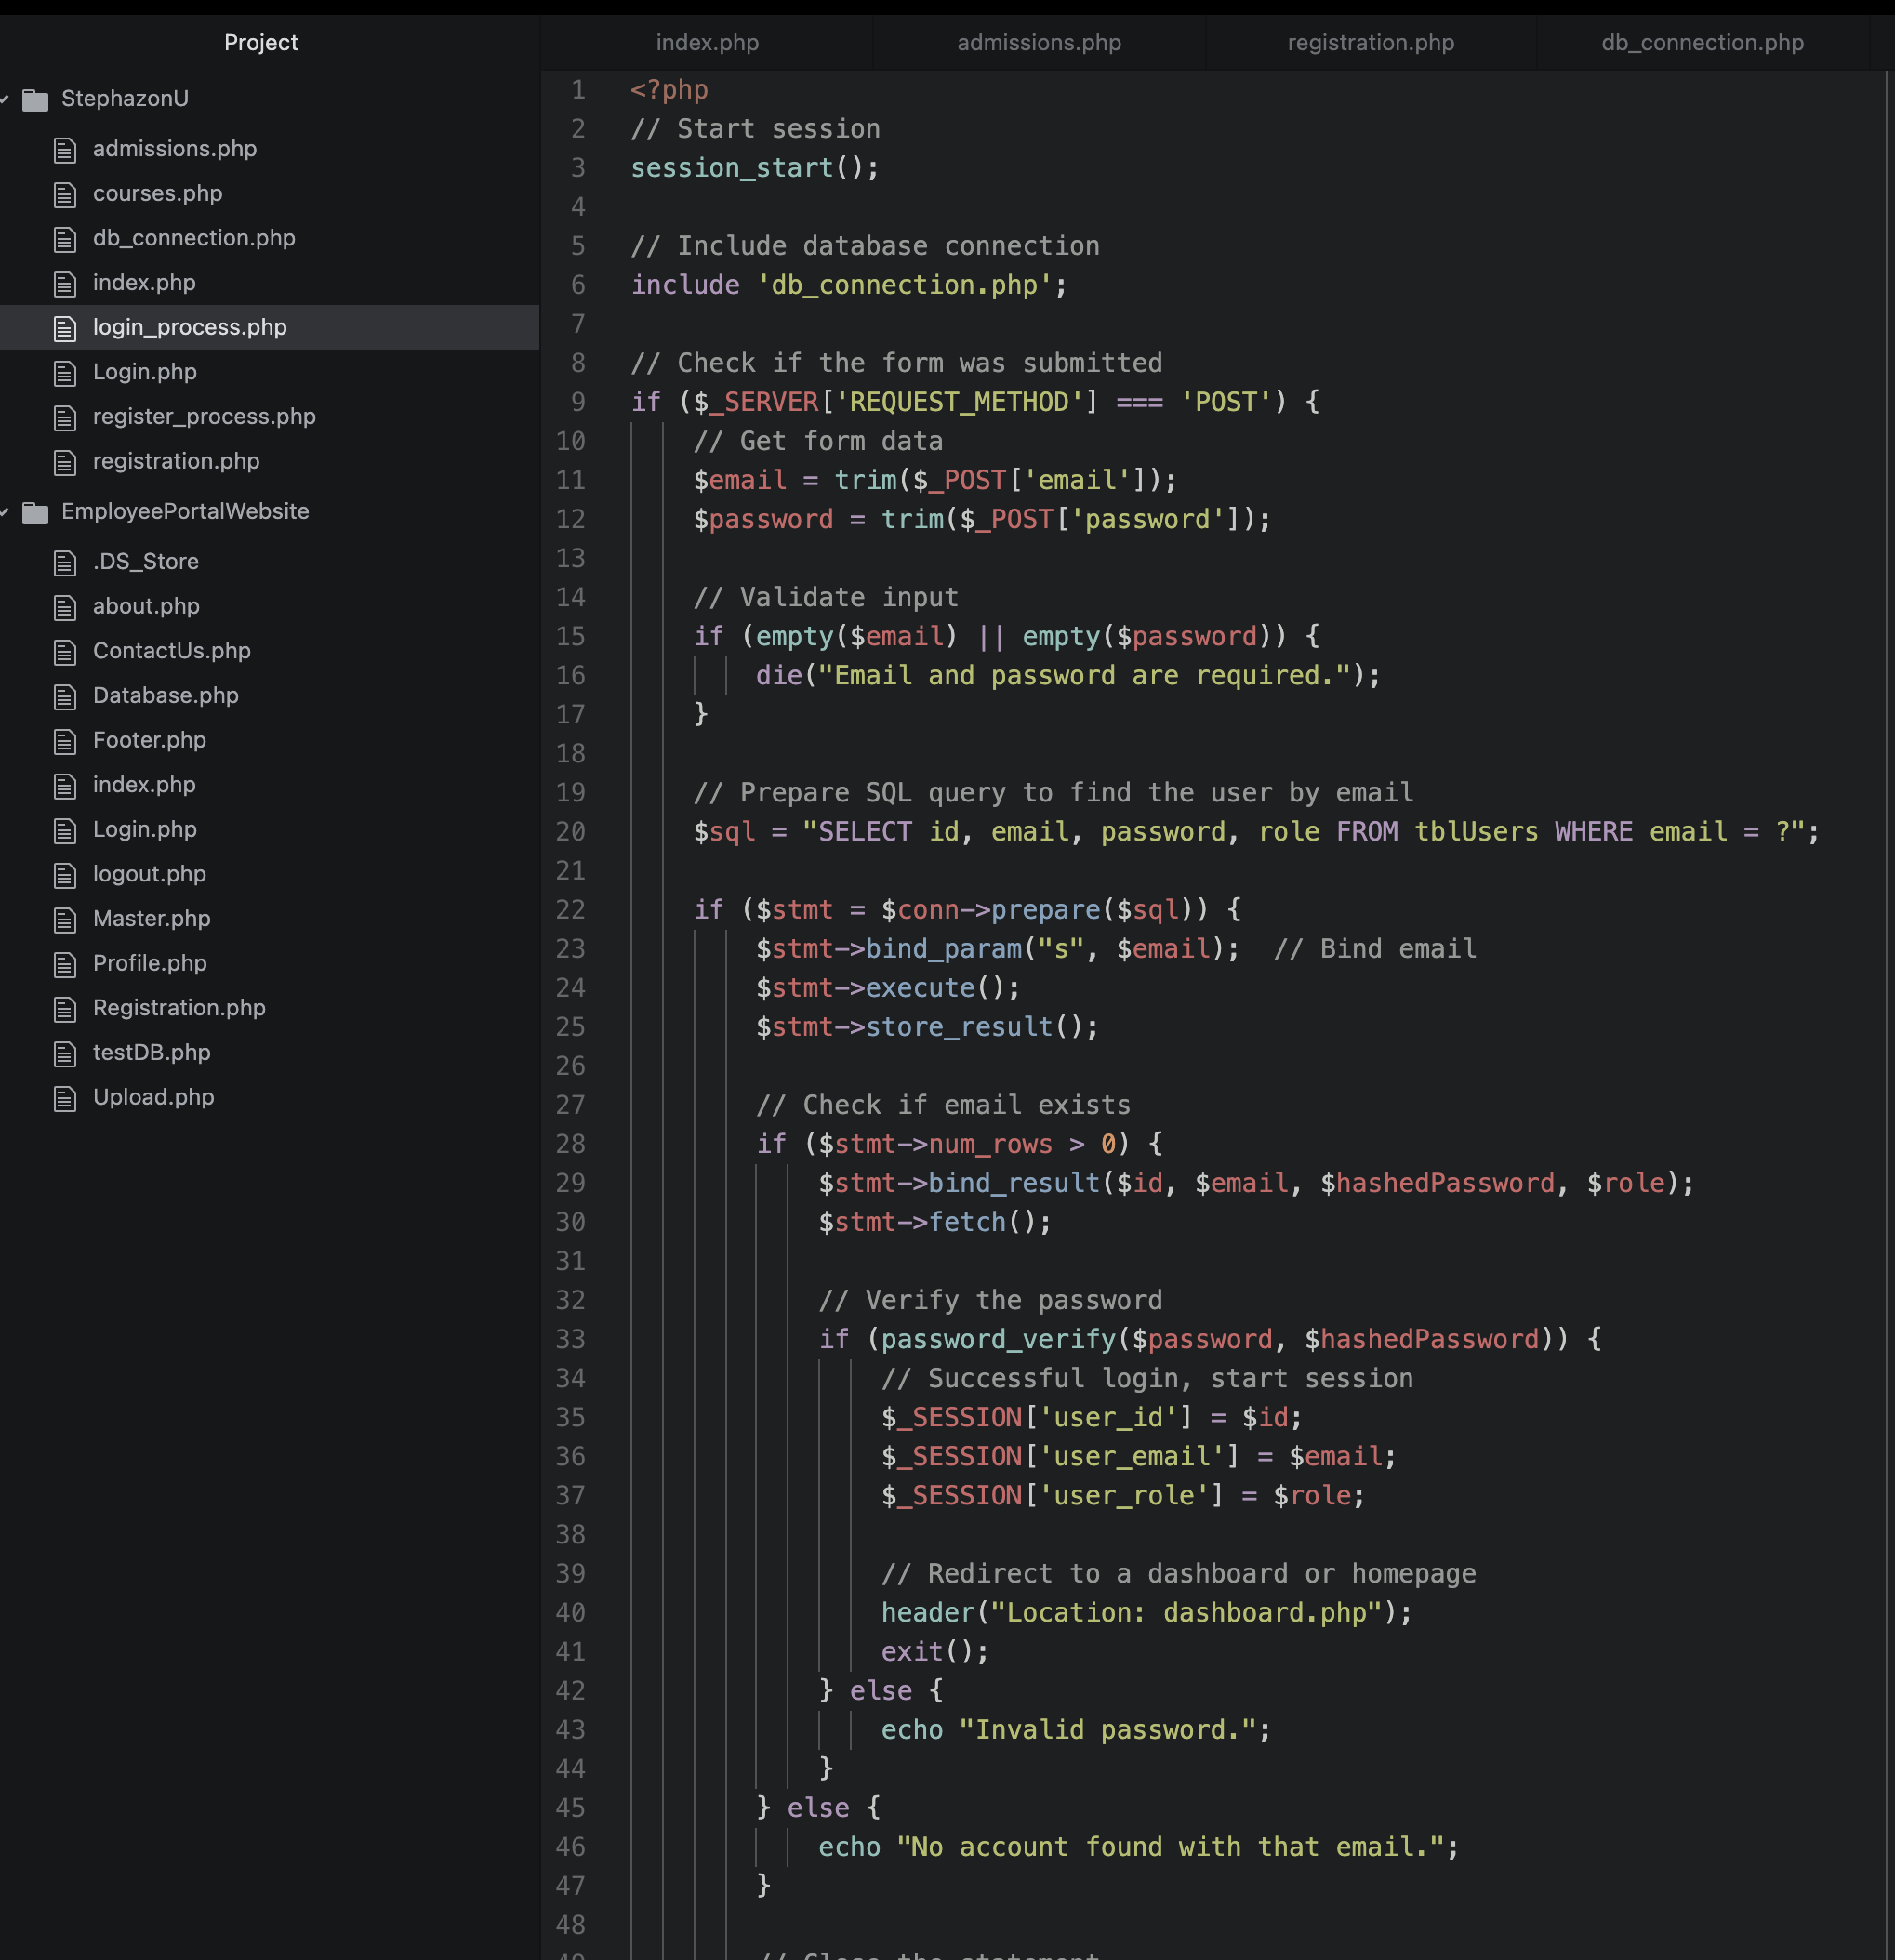 Project
StephazonU
admissions.php
courses.php
db_connection.php
index.php
login_process.php
Login.php
register_process.php
registration.php
EmployeePortalWebsite
.DS_Store
about.php
ContactUs.php
Database.php
Footer.php
index.php
Login.php
logout.php
Master.php
Profile.php
Registration.php
testDB.php
Upload.php
index.php admissions.php registration.php db_connection.php
1 <?php
2 // Start session
3 session_start();
4
5 // Include database connection
6 include 'db_connection.php';
7
8 // Check if the form was submitted
9 if ($_SERVER['REQUEST_METHOD'] === 'POST') {
10 // Get form data
11 $email = trim($_POST['email']);
12 $password = trim($_POST['password']);
13
14 // Validate input
15 if (empty($email) || empty($password)) {
16 die("Email and password are required.");
17 }
18
19 // Prepare SQL query to find the user by email
20 $sql = "SELECT id, email, password, role FROM tblUsers WHERE email = ?";
21
22 if ($stmt = $conn->prepare($sql)) {
23 $stmt->bind_param("s", $email);  // Bind email
24 $stmt->execute();
25 $stmt->store_result();
26
27 // Check if email exists
28 if ($stmt->num_rows > 0) {
29 $stmt->bind_result($id, $email, $hashedPassword, $role);
30 $stmt->fetch();
31
32 // Verify the password
33 if (password_verify($password, $hashedPassword)) {
34 // Successful login, start session
35 $_SESSION['user_id'] = $id;
36 $_SESSION['user_email'] = $email;
37 $_SESSION['user_role'] = $role;
38
39 // Redirect to a dashboard or homepage
40 header("Location: dashboard.php");
41 exit();
42 } else {
43 echo "Invalid password.";
44 }
45 } else {
46 echo "No account found with that email.";
47 }
48
49 // Close the statement